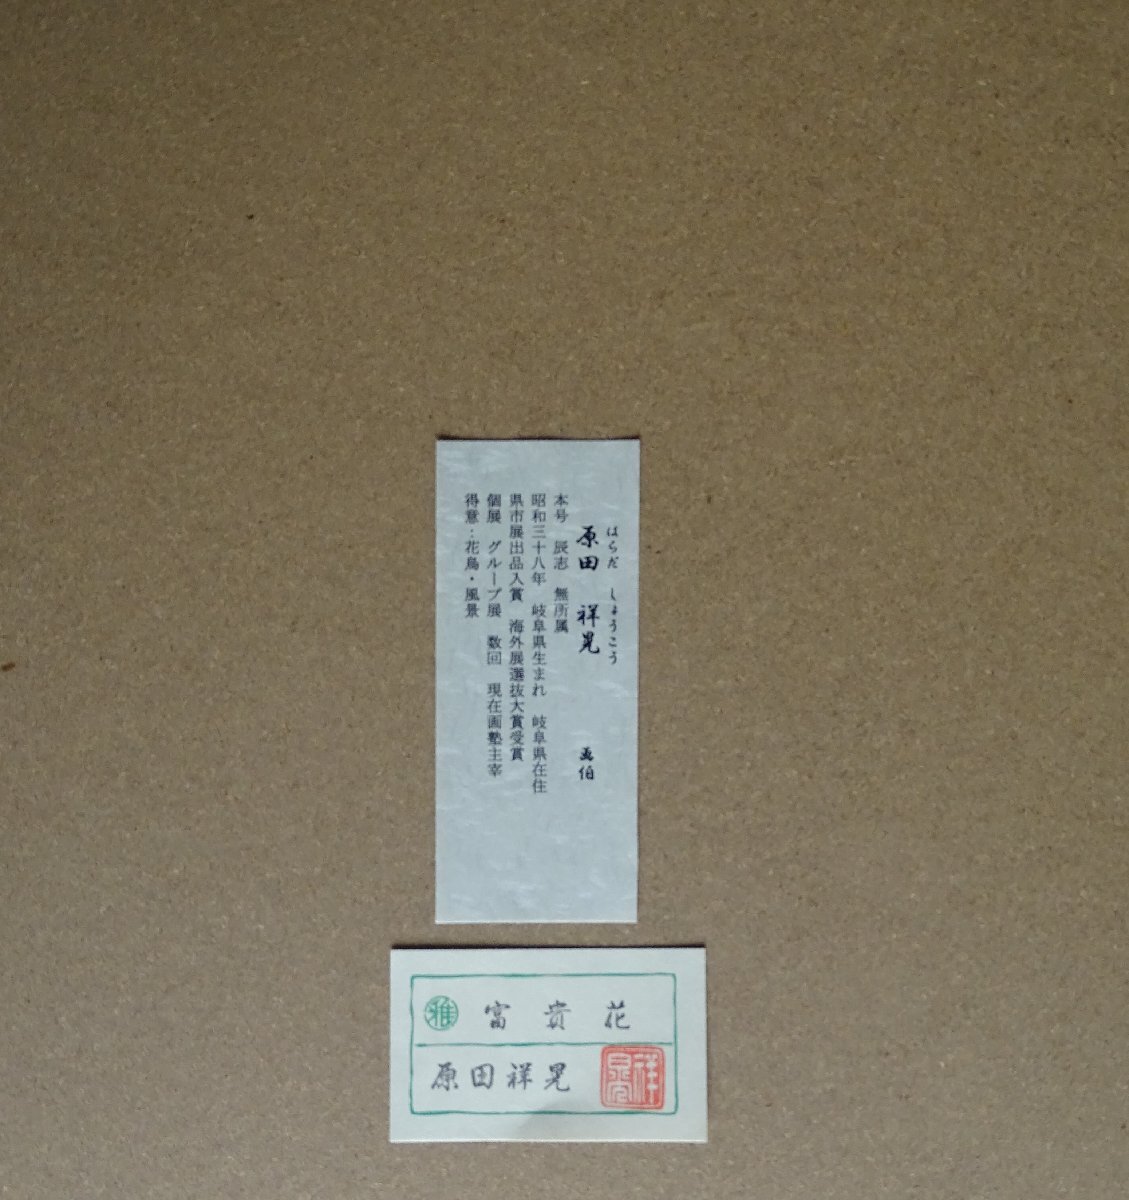 はらだ しょうこう
原田 祥晃 画伯
本号 辰志 無所属
昭和三十八年 岐阜県生まれ 岐阜県在住
県市展出品入賞 海外展選抜大賞受賞
個展 グループ展 数回 現在画塾主宰
得意:花鳥・風景
雅 富貴花
原田祥晃
祥晃